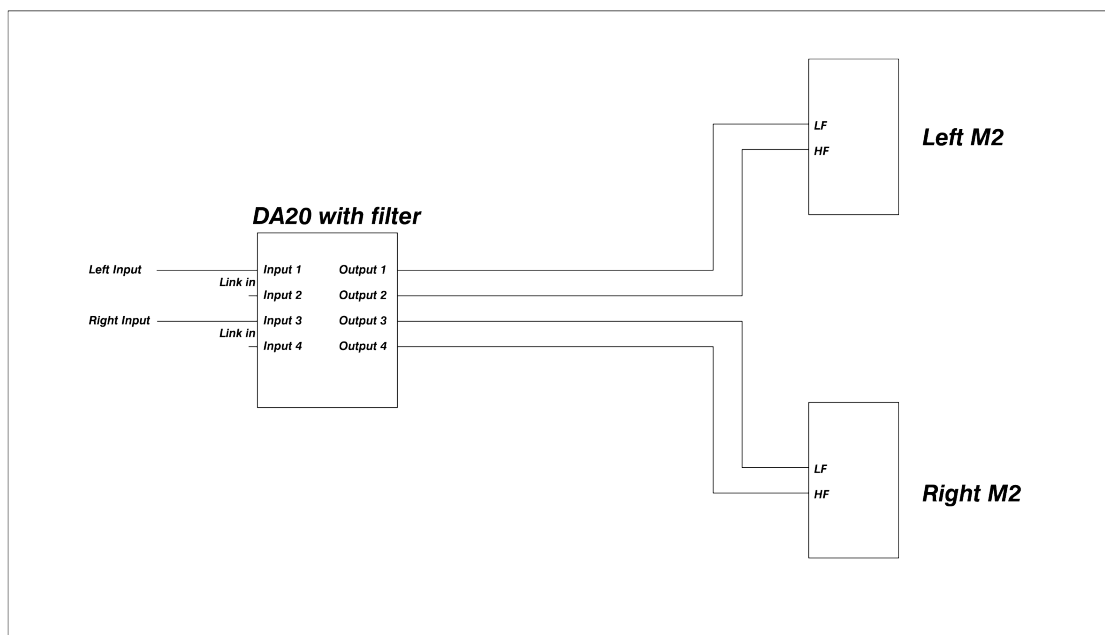 LF
Left M2
HF
DA20 with filter
Left Input
Input 1
Output 1
Link in
Input 2
Output 2
Right Input
Input 3
Output 3
Link in
Input 4
Output 4
LF
HF
Right M2